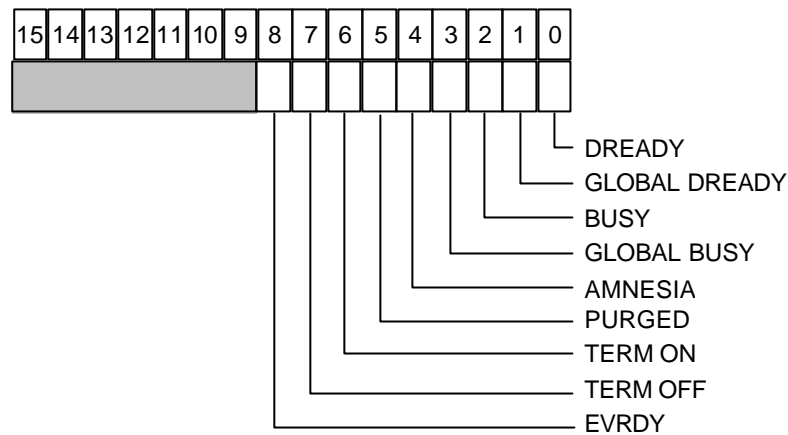 15 14 13 12 11 10 9 8 7 6 5 4 3 2 1 0
DREADY
GLOBAL DREADY
BUSY
GLOBAL BUSY
AMNESIA
PURGED
TERM ON
TERM OFF
EVRDY